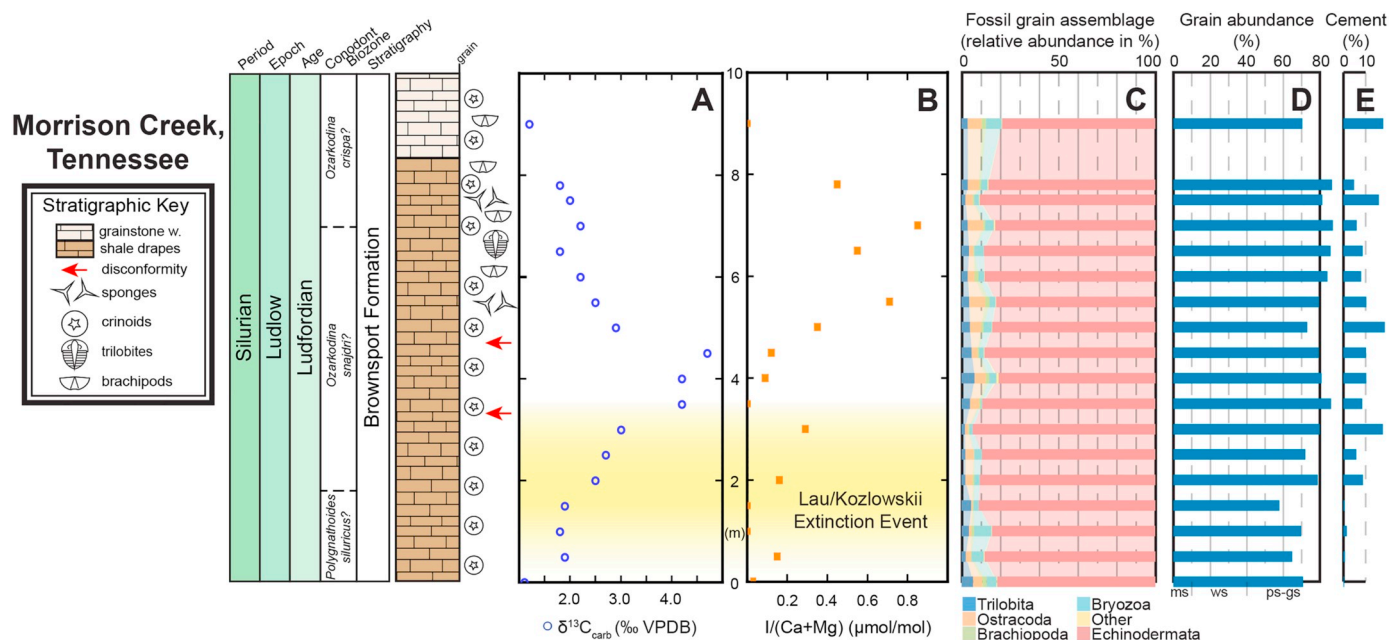 Morrison Creek,
Tennessee
Stratigraphic Key
grainstone w.
shale drapes
disconformity
sponges
crinoids
trilobites
brachipods
Period
Epoch
Age
Conodont
Biozone
Stratigraphy
grain
Silurian
Ludlow
Ludfordian
Ozarkodina
crispa?
Ozarkodina
snajdri?
Polygnathoides
siluricus?
Brownsport Formation
A
2.0 3.0 4.0
δ13Ccarb (‰ VPDB)
10
8
6
4
2
(m)
0
B
Lau/Kozlowskii
Extinction Event
0.2 0.4 0.6 0.8
I/(Ca+Mg) (µmol/mol)
Fossil grain assemblage
(relative abundance in %)
0 50 100
C
Trilobita
Ostracoda
Brachiopoda
Bryozoa
Other
Echinodermata
Grain abundance
(%)
0 20 40 60 80
D
ms ws ps-gs
Cement
(%)
0 10
E